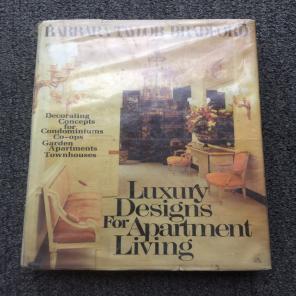 BARBARA TAYLOR BRADFORD
Decorating
Concepts
for
Condominiums
Co-ops
Garden
Apartments
Townhouses
Luxury
Designs
For Apartment
Living